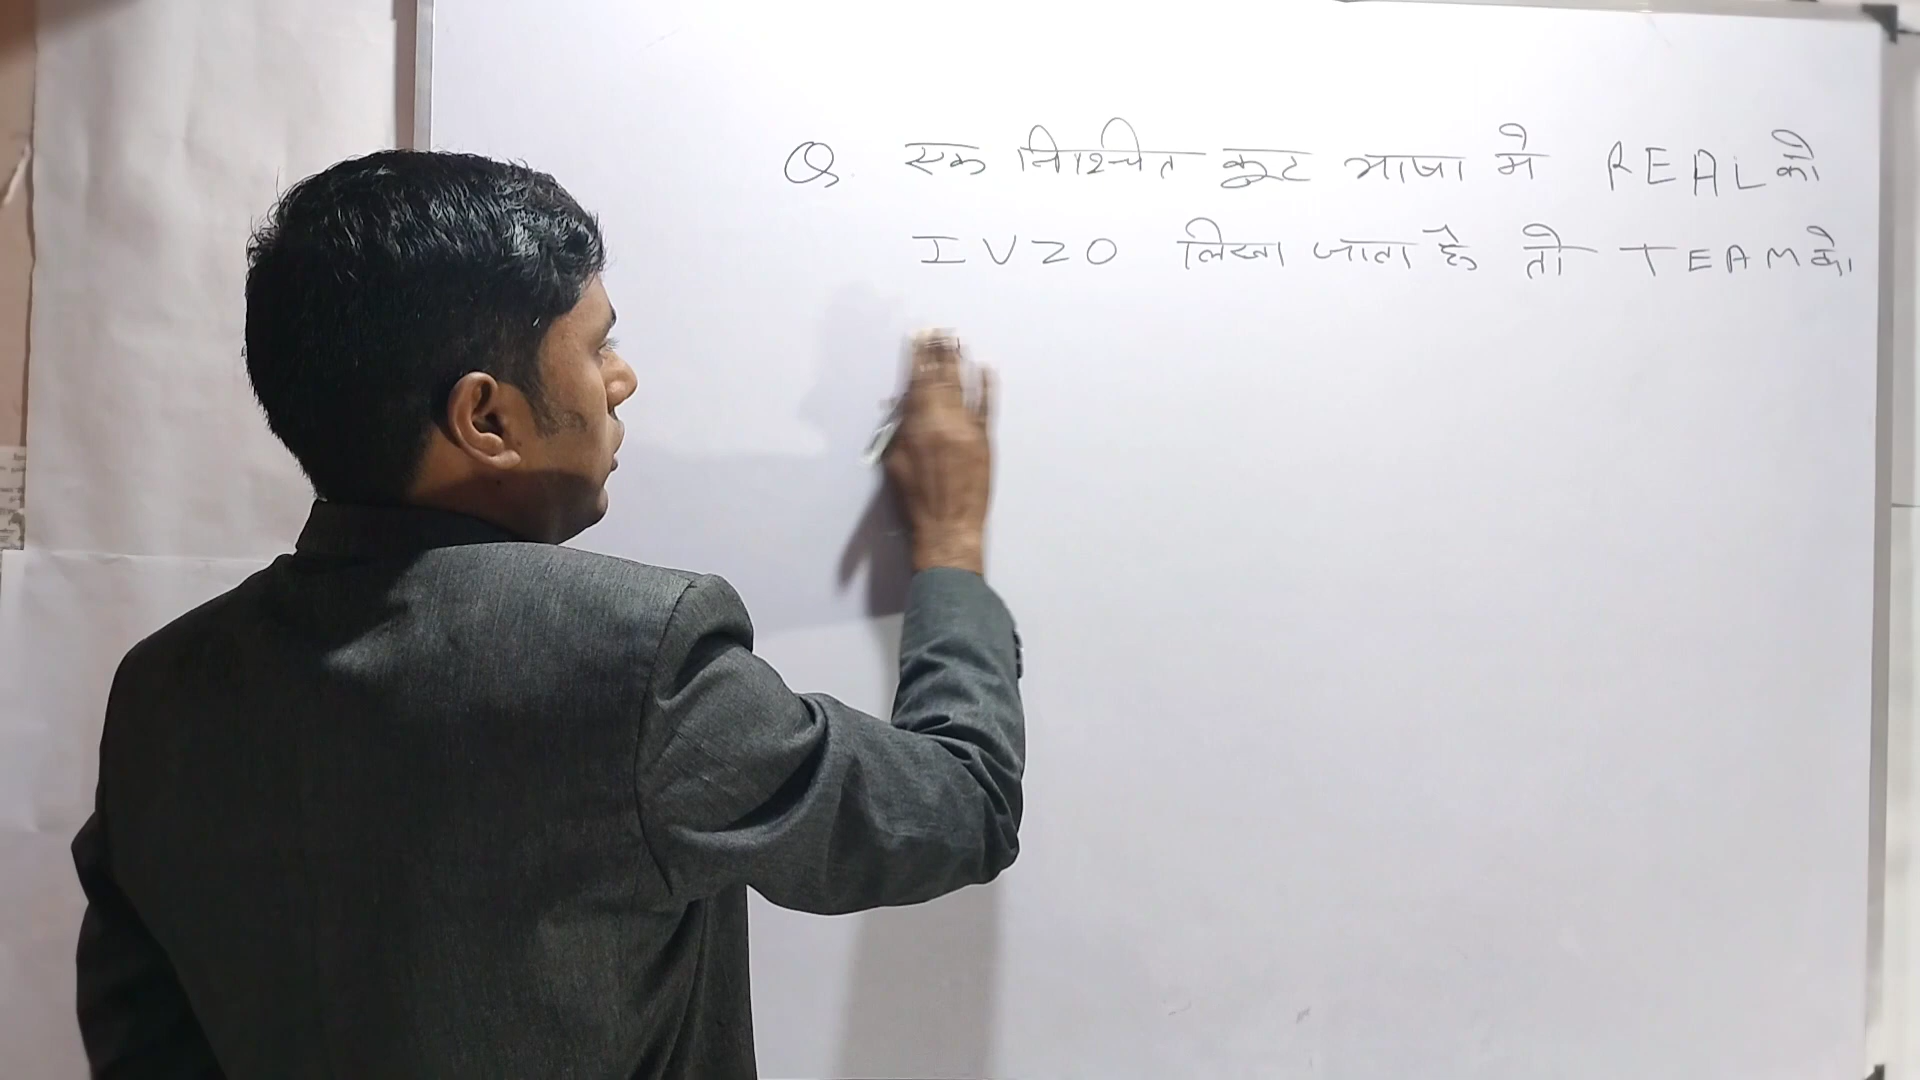 Q. एक निश्चित कूट भाषा में REAL को
IVZO लिखा जाता है तो TEAM को